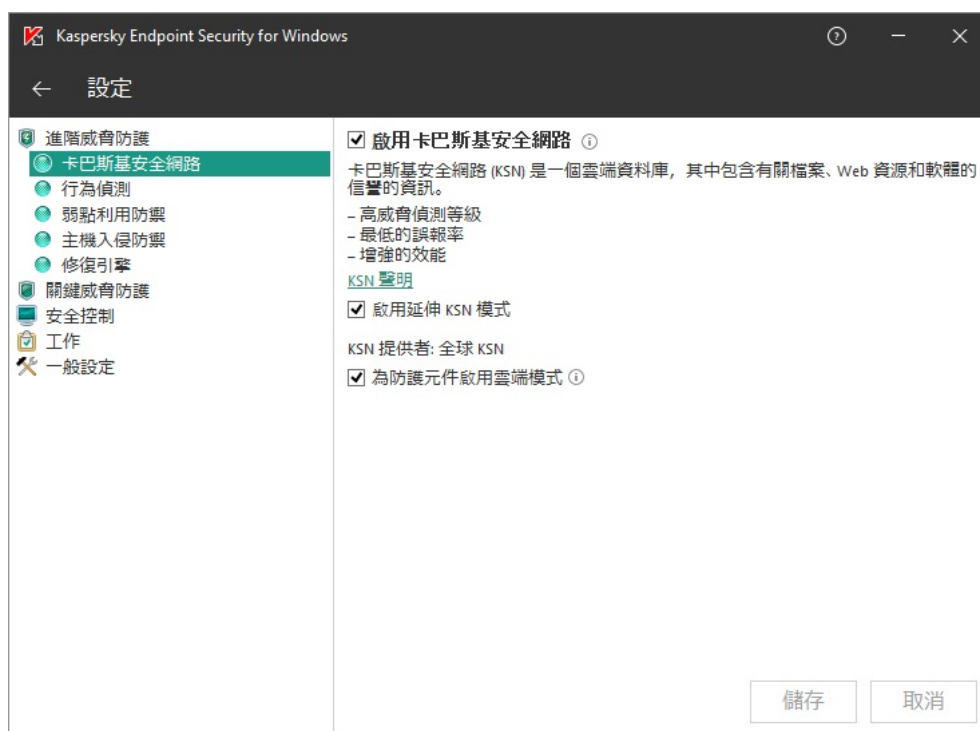 Kaspersky Endpoint Security for Windows
設定
進階威脅防護
卡巴斯基安全網路
行為偵測
弱點利用防禦
主機入侵防禦
修復引擎
關鍵威脅防護
安全控制
工作
一般設定
啟用卡巴斯基安全網路
卡巴斯基安全網路 (KSN) 是一個雲端資料庫，其中包含有關檔案、Web 資源和軟體的
信譽的資訊。
– 高威脅偵測等級
– 最低的誤報率
– 增強的效能
KSN 聲明
啟用延伸 KSN 模式
KSN 提供者: 全球 KSN
為防護元件啟用雲端模式
儲存
取消